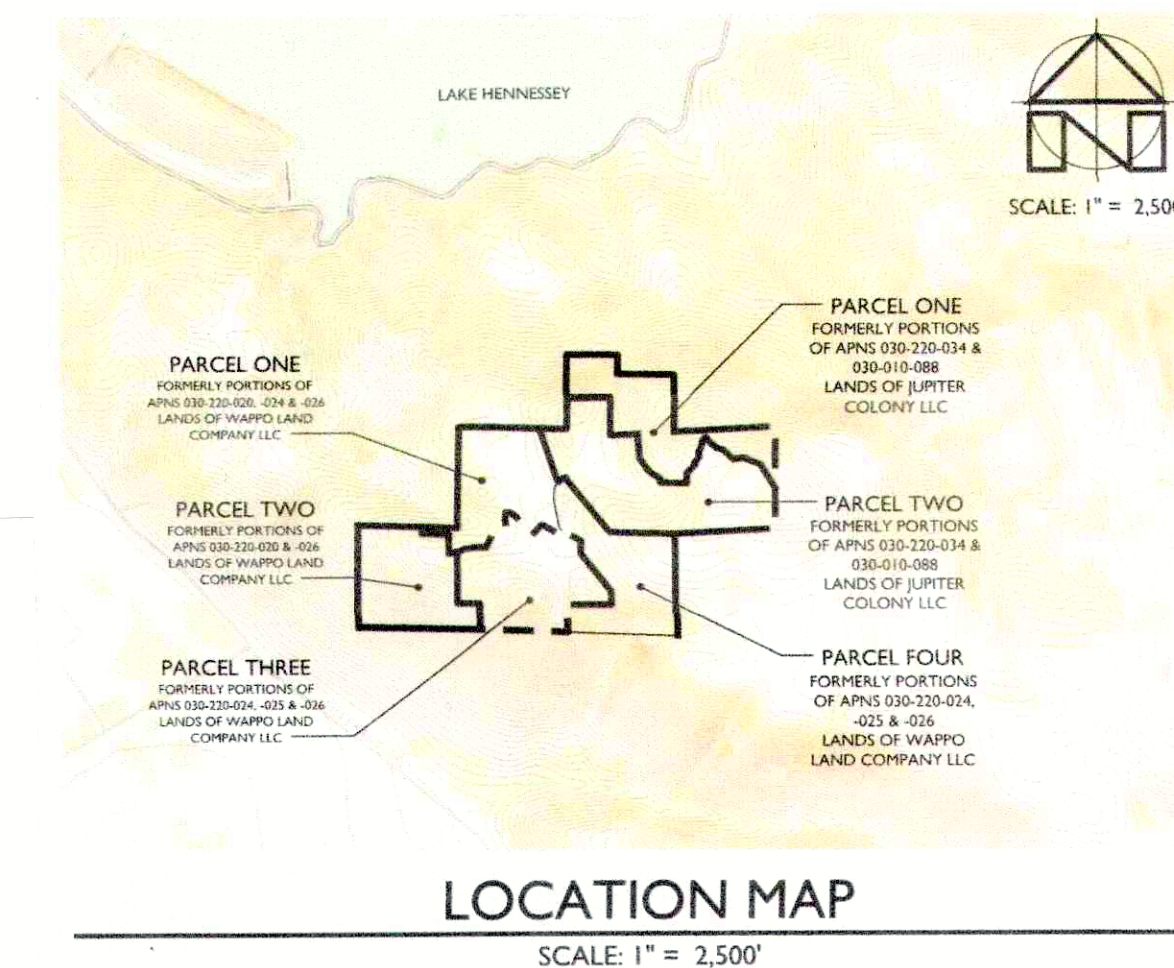 LAKE HENNESSEY
N
SCALE: 1" = 2,500
PARCEL ONE
FORMERLY PORTIONS
OF APNS 030-220-034 &
030-010-088
LANDS OF JUPITER
COLONY LLC
PARCEL ONE
FORMERLY PORTIONS OF
APNS 030-220-020, -024 & -026
LANDS OF WAPPO LAND
COMPANY LLC
PARCEL TWO
FORMERLY PORTIONS OF
APNS 030-220-020 & -026
LANDS OF WAPPO LAND
COMPANY LLC
PARCEL TWO
FORMERLY PORTIONS
OF APNS 030-220-034 &
030-010-088
LANDS OF JUPITER
COLONY LLC
PARCEL THREE
FORMERLY PORTIONS OF
APNS 030-220-024, -025 & -026
LANDS OF WAPPO LAND
COMPANY LLC
PARCEL FOUR
FORMERLY PORTIONS
OF APNS 030-220-024,
-025 & -026
LANDS OF WAPPO
LAND COMPANY LLC
LOCATION MAP
SCALE: 1" = 2,500'